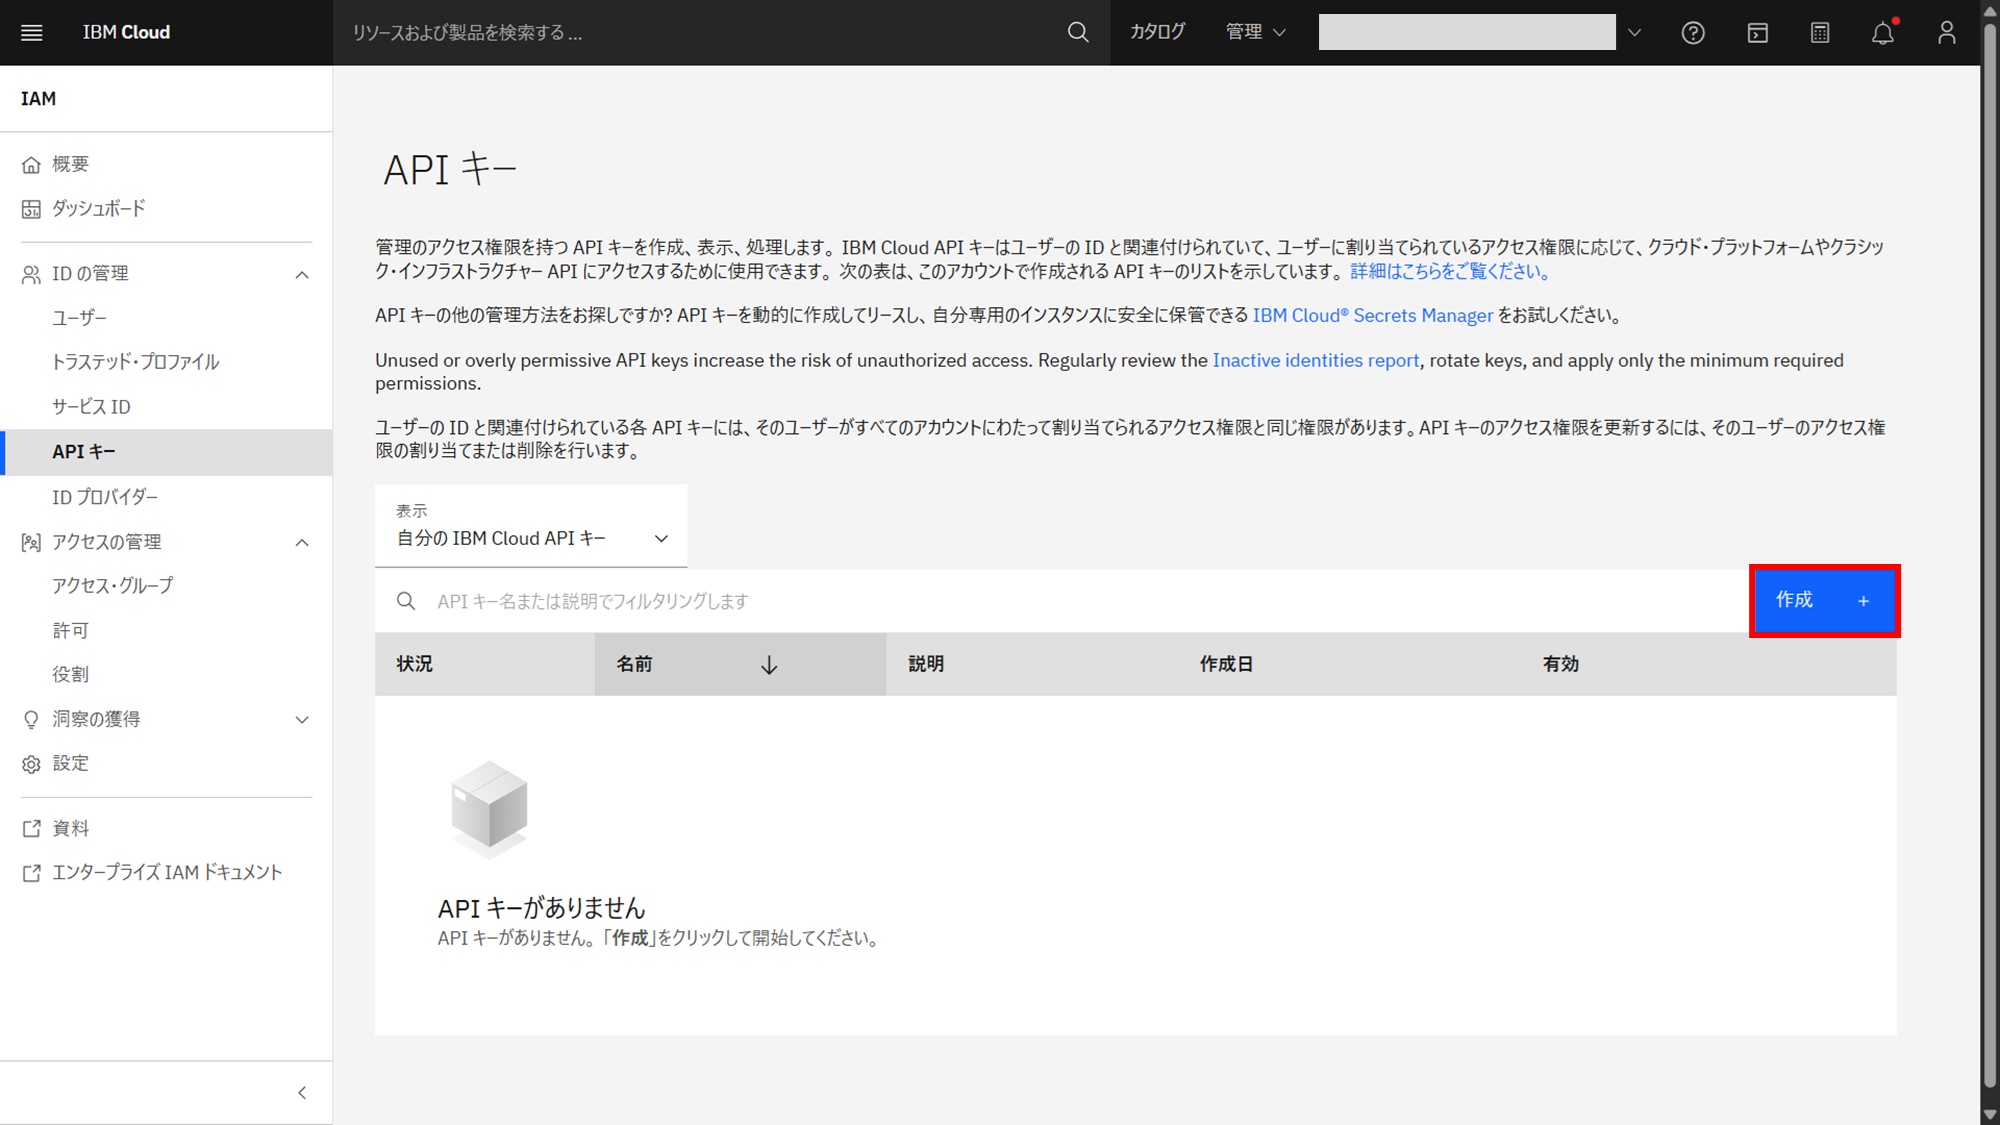 IBM Cloud
リソースおよび製品を検索する ...
カタログ
管理
IAM
概要
ダッシュボード
ID の管理
ユーザー
トラステッド・プロファイル
サービス ID
API キー
ID プロバイダー
アクセスの管理
アクセス・グループ
許可
役割
洞察の獲得
設定
資料
エンタープライズ IAM ドキュメント
API キー
管理のアクセス権限を持つ API キーを作成、表示、処理します。 IBM Cloud API キーはユーザーの ID と関連付けられていて、ユーザーに割り当てられているアクセス権限に応じて、クラウド・プラットフォームやクラシッ
ク・インフラストラクチャー API にアクセスするために使用できます。 次の表は、このアカウントで作成される API キーのリストを示しています。 詳細はこちらをご覧ください。
API キーの他の管理方法をお探しですか? API キーを動的に作成してリースし、自分専用のインスタンスに安全に保管できる IBM Cloud® Secrets Manager をお試しください。
Unused or overly permissive API keys increase the risk of unauthorized access. Regularly review the Inactive identities report, rotate keys, and apply only the minimum required
permissions.
ユーザーの ID と関連付けられている各 API キーには、そのユーザーがすべてのアカウントにわたって割り当てられるアクセス権限と同じ権限があります。API キーのアクセス権限を更新するには、そのユーザーのアクセス権
限の割り当てまたは削除を行います。
表示
自分の IBM Cloud API キー
API キー名または説明でフィルタリングします
作成 +
状況 名前 説明 作成日 有効
API キーがありません
API キーがありません。「作成」をクリックして開始してください。